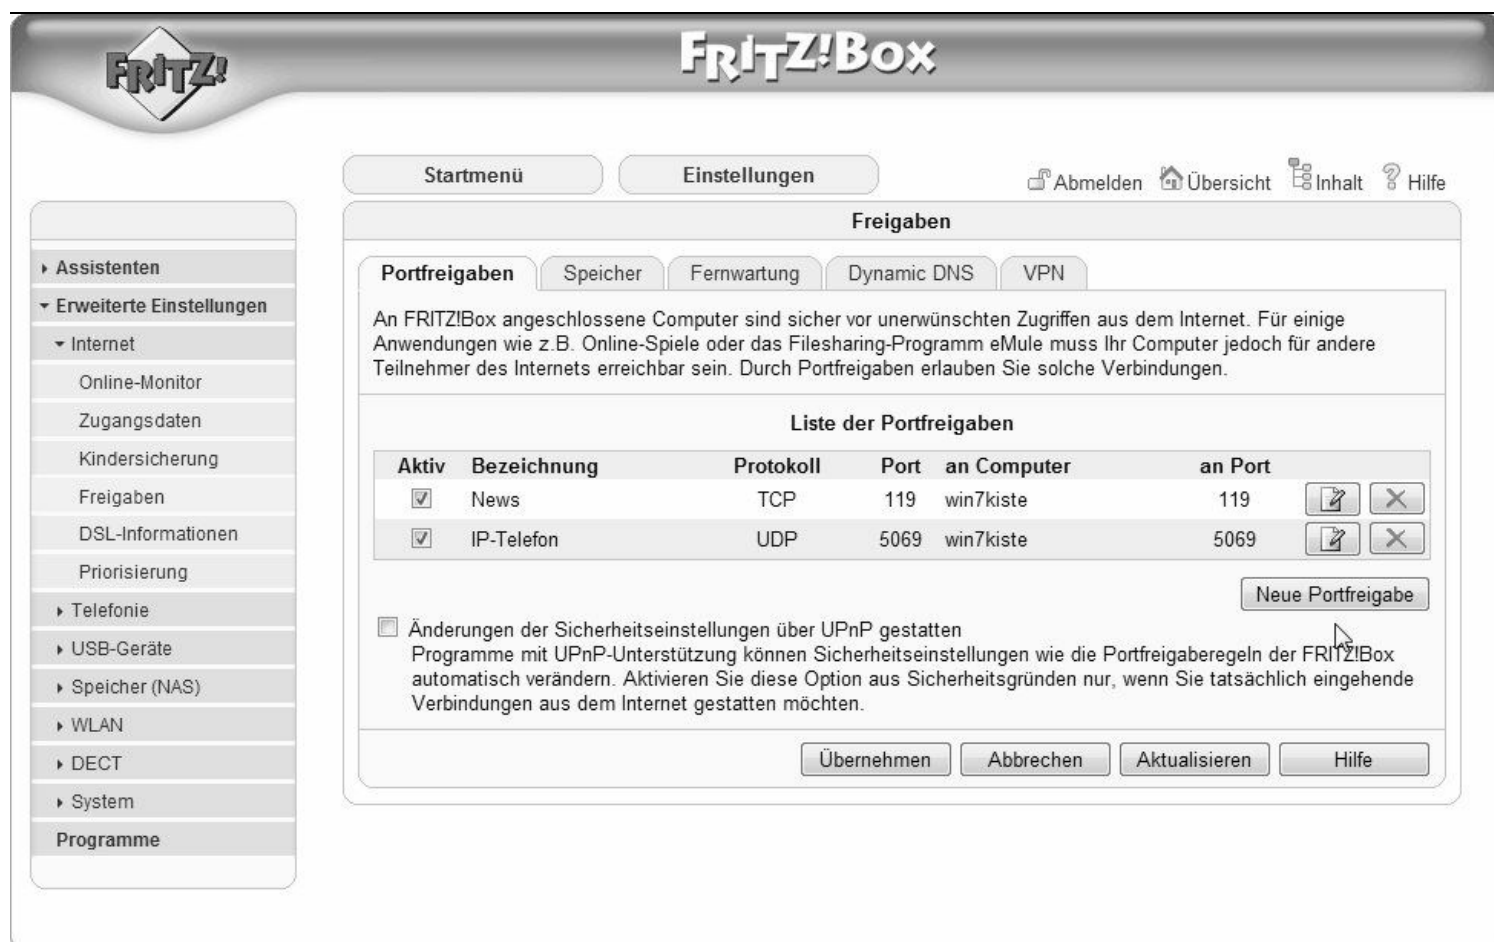 FRITZ!
FRITZ!Box
Startmenü
Einstellungen
Abmelden
Übersicht
Inhalt
Hilfe
Assistenten
Erweiterte Einstellungen
Internet
Online-Monitor
Zugangsdaten
Kindersicherung
Freigaben
DSL-Informationen
Priorisierung
Telefonie
USB-Geräte
Speicher (NAS)
WLAN
DECT
System
Programme
Freigaben
Portfreigaben
Speicher
Fernwartung
Dynamic DNS
VPN
An FRITZ!Box angeschlossene Computer sind sicher vor unerwünschten Zugriffen aus dem Internet. Für einige
Anwendungen wie z.B. Online-Spiele oder das Filesharing-Programm eMule muss Ihr Computer jedoch für andere
Teilnehmer des Internets erreichbar sein. Durch Portfreigaben erlauben Sie solche Verbindungen.
Liste der Portfreigaben
Aktiv Bezeichnung Protokoll Port an Computer an Port
News TCP 119 win7kiste 119
IP-Telefon UDP 5069 win7kiste 5069
Neue Portfreigabe
Änderungen der Sicherheitseinstellungen über UPnP gestatten
Programme mit UPnP-Unterstützung können Sicherheitseinstellungen wie die Portfreigaberegeln der FRITZ!Box
automatisch verändern. Aktivieren Sie diese Option aus Sicherheitsgründen nur, wenn Sie tatsächlich eingehende
Verbindungen aus dem Internet gestatten möchten.
Übernehmen
Abbrechen
Aktualisieren
Hilfe